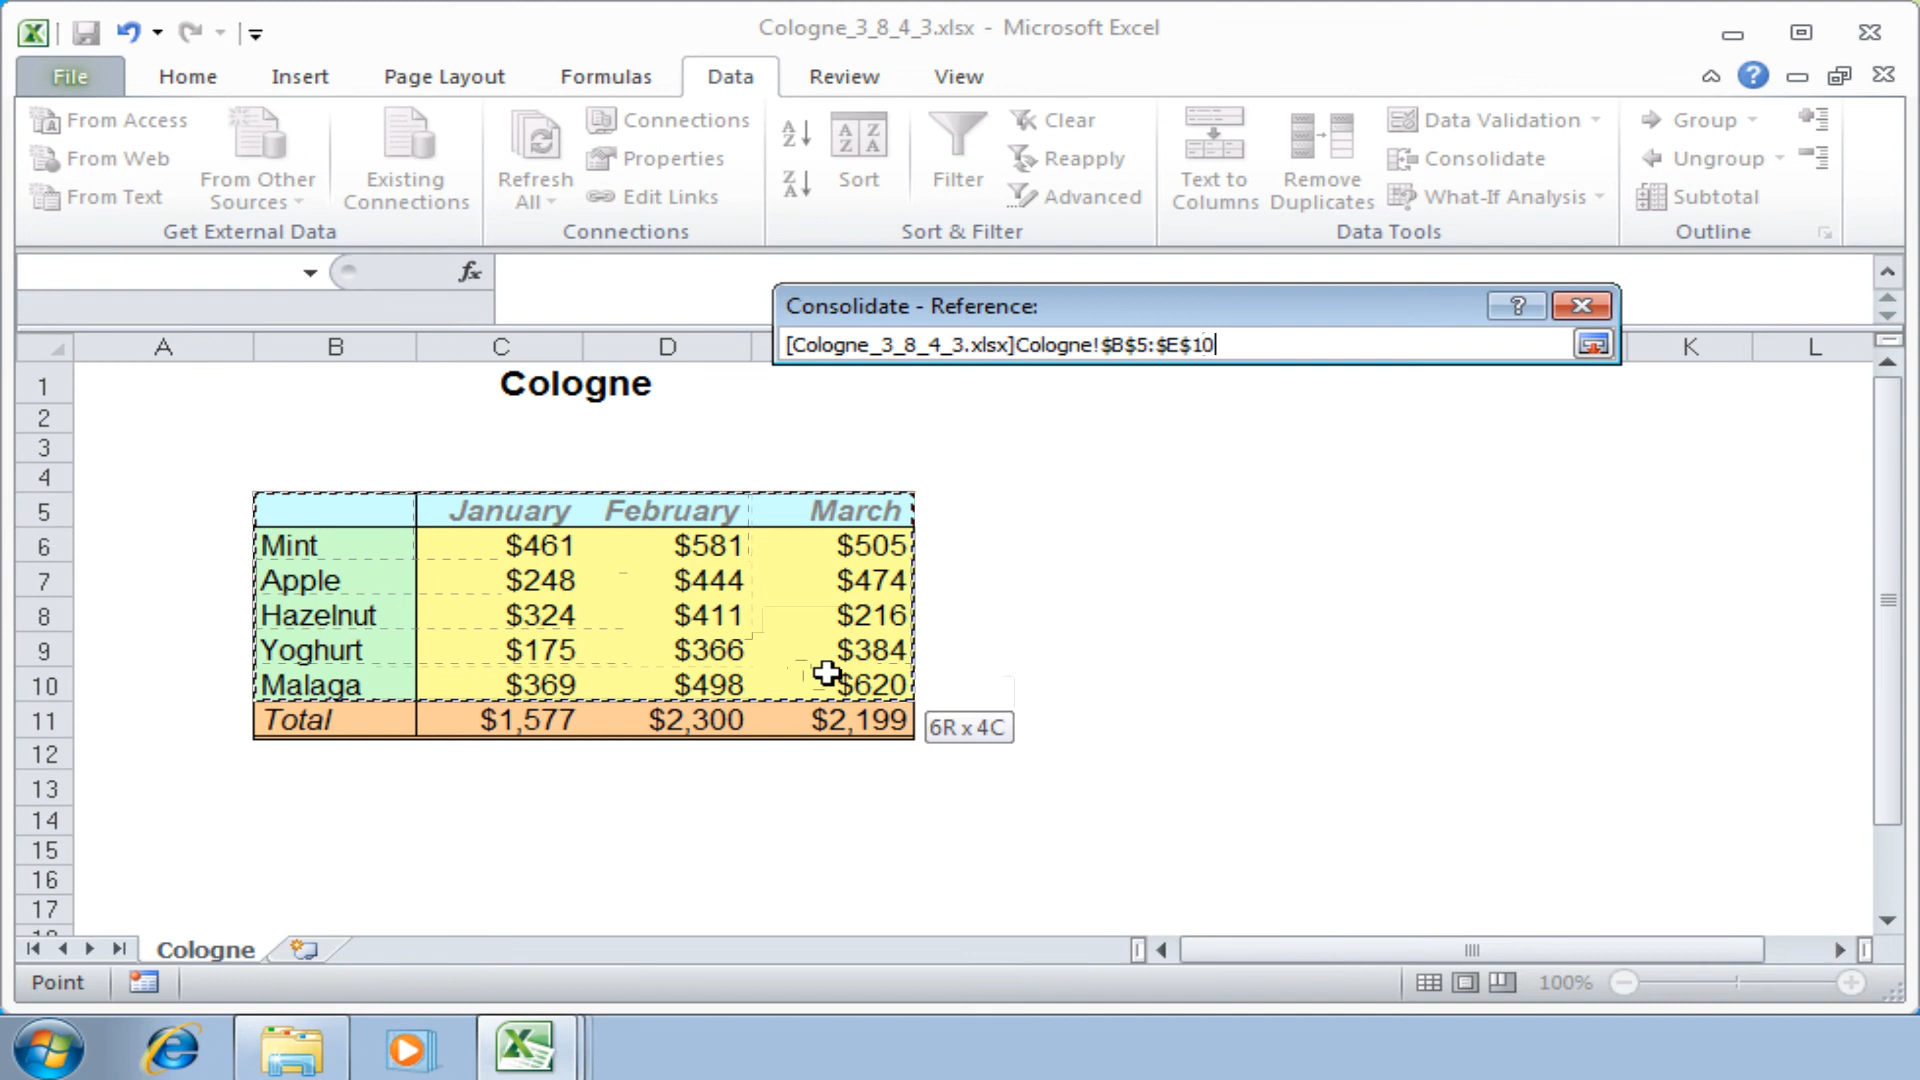 Cologne_3_8_4_3.xlsx - Microsoft Excel
File Home Insert Page Layout Formulas Data Review View
From Access
From Web
From Text
From Other Sources
Existing Connections
Get External Data
Refresh All
Connections
Properties
Edit Links
Connections
Sort
Filter
Clear
Reapply
Advanced
Sort & Filter
Text to Columns
Remove Duplicates
Data Validation
Consolidate
What-If Analysis
Data Tools
Group
Ungroup
Subtotal
Outline
fx
Consolidate - Reference:
[Cologne_3_8_4_3.xlsx]Cologne!$B$5:$E$10
A B C D K L
1 Cologne
2
3
4
5 January February March
6 Mint $461 $581 $505
7 Apple $248 $444 $474
8 Hazelnut $324 $411 $216
9 Yoghurt $175 $366 $384
10 Malaga $369 $498 $620
11 Total $1,577 $2,300 $2,199 6R x 4C
12
13
14
15
16
17
Cologne
Point 100%